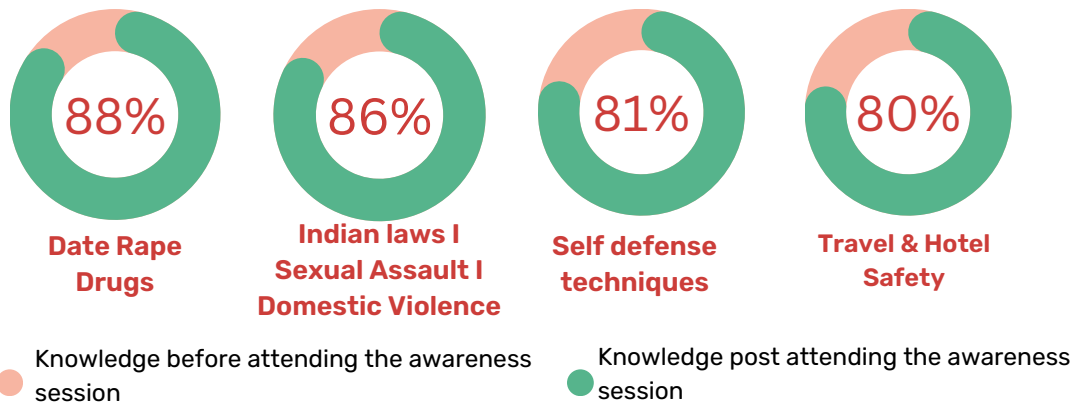 88%
86%
81%
80%
Date Rape
Drugs
Indian laws I
Sexual Assault I
Domestic Violence
Self defense
techniques
Travel & Hotel
Safety
Knowledge before attending the awareness
session
Knowledge post attending the awareness
session